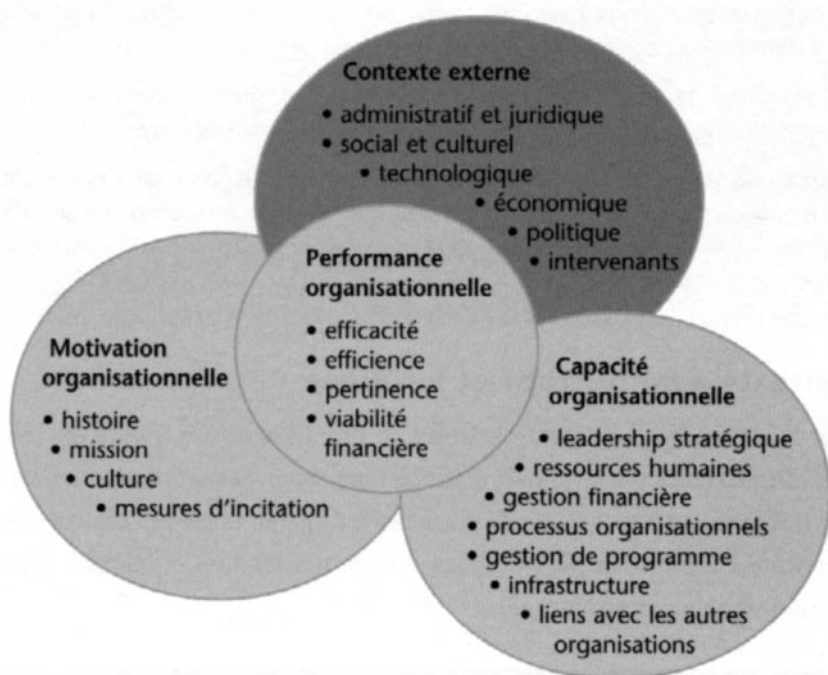 Contexte externe
• administratif et juridique
• social et culturel
• technologique
• économique
• politique
• intervenants
Performance
organisationnelle
• efficacité
• efficience
• pertinence
• viabilité
financière
Motivation
organisationnelle
• histoire
• mission
• culture
• mesures d'incitation
Capacité
organisationnelle
• leadership stratégique
• ressources humaines
• gestion financière
• processus organisationnels
• gestion de programme
• infrastructure
• liens avec les autres
organisations